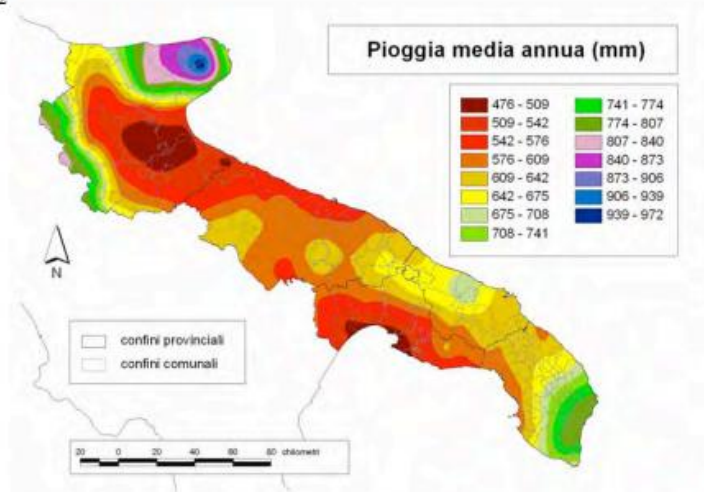 Pioggia media annua (mm)
476 - 509
509 - 542
542 - 576
576 - 609
609 - 642
642 - 675
675 - 708
708 - 741
741 - 774
774 - 807
807 - 840
840 - 873
873 - 906
906 - 939
939 - 972
N
confini provinciali
confini comunali
20 0 20 40 60 80 chilometri